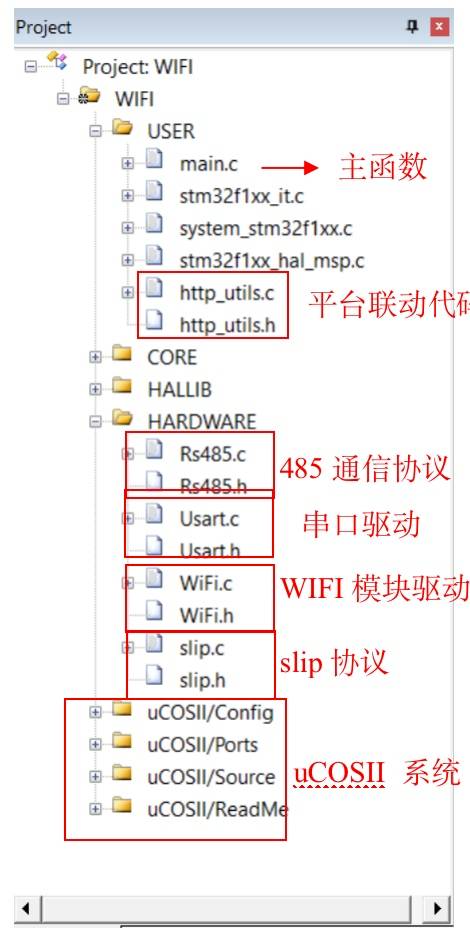 Project
Project: WIFI
WIFI
USER
main.c 主函数
stm32f1xx_it.c
system_stm32f1xx.c
stm32f1xx_hal_msp.c
http_utils.c 平台联动代码
http_utils.h
CORE
HALLIB
HARDWARE
Rs485.c 485 通信协议
Rs485.h
Usart.c 串口驱动
Usart.h
WiFi.c WIFI 模块驱动
WiFi.h
slip.c slip 协议
slip.h
uCOSII/Config
uCOSII/Ports
uCOSII/Source uCOSII 系统
uCOSII/ReadMe